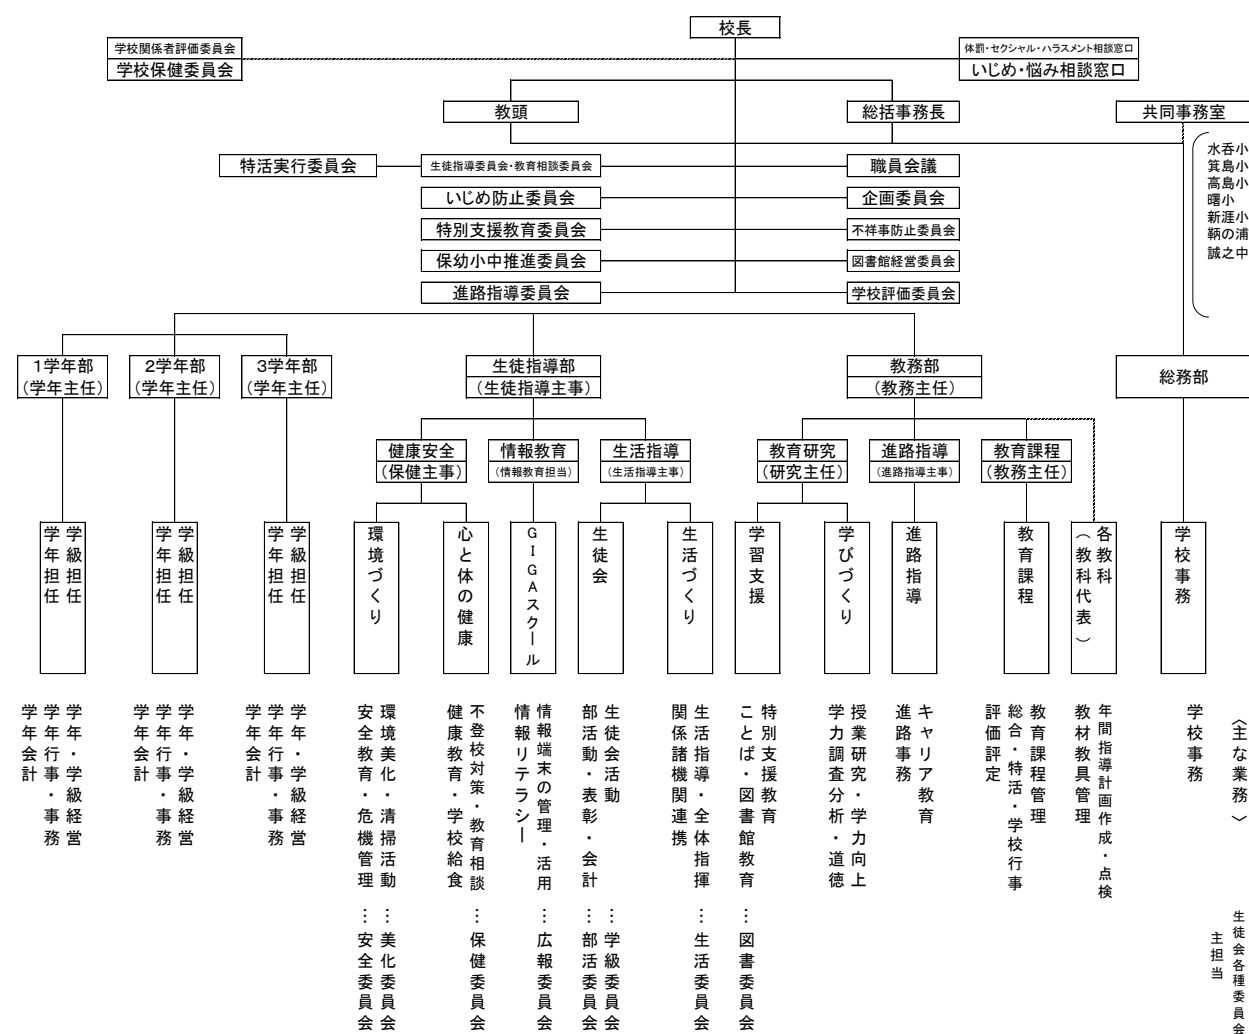 校長
学校関係者評価委員会
学校保健委員会
体罰・セクシャル・ハラスメント相談窓口
いじめ・悩み相談窓口
教頭
総括事務長
共同事務室
水呑小
箕島小
高島小
曙小
新涯小
鞆の浦
誠之中
特活実行委員会
生徒指導委員会・教育相談委員会
職員会議
いじめ防止委員会
企画委員会
特別支援教育委員会
不祥事防止委員会
保幼小中推進委員会
図書館経営委員会
進路指導委員会
学校評価委員会
1学年部
(学年主任)
2学年部
(学年主任)
3学年部
(学年主任)
生徒指導部
(生徒指導主事)
教務部
(教務主任)
総務部
健康安全
(保健主事)
情報教育
(情報教育担当)
生活指導
(生活指導主事)
教育研究
(研究主任)
進路指導
(進路指導主事)
教育課程
(教務主任)
学級担任
学年担任
学級担任
学年担任
学級担任
学年担任
環境づくり
心と体の健康
GIGAスクール
生徒会
生活づくり
学習支援
学びづくり
進路指導
教育課程
各教科
(教科代表)
学校事務
学年・学級経営
学年行事・事務
学年会計
学年・学級経営
学年行事・事務
学年会計
学年・学級経営
学年行事・事務
学年会計
環境美化・清掃活動…美化委員会
安全教育・危機管理…安全委員会
不登校対策・教育相談…保健委員会
健康教育・学校給食
情報端末の管理・活用…広報委員会
情報リテラシー
生徒会活動…学級委員会
部活動・表彰・会計…部活委員会
生活指導・全体指揮…生活委員会
関係諸機関連携
特別支援教育
ことば・図書館教育…図書委員会
授業研究・学力向上
学力調査分析・道徳
キャリア教育
進路事務
教育課程管理
総合・特活・学校行事
評価評定
年間指導計画作成・点検
教材教具管理
学校事務
〈主な業務〉
生徒会各種委員会
主担当